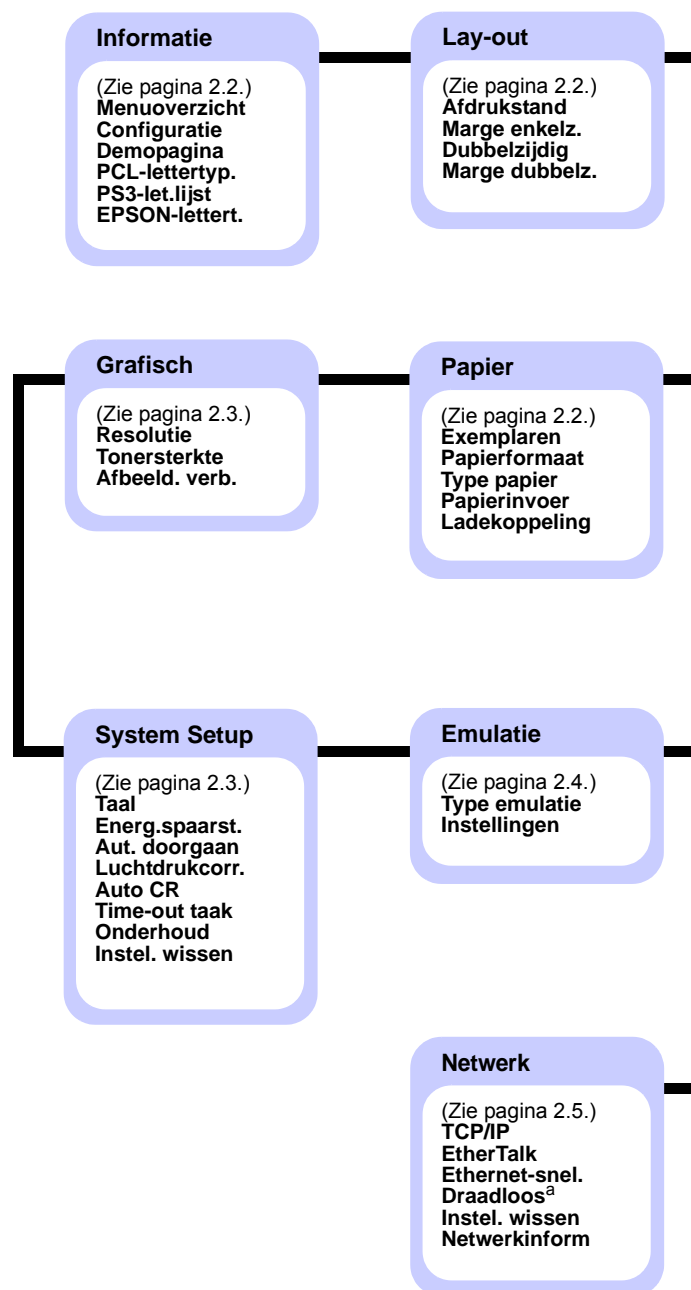 Informatie
(Zie pagina 2.2.)
Menuoverzicht
Configuratie
Demopagina
PCL-lettertyp.
PS3-let.lijst
EPSON-lettert.
Lay-out
(Zie pagina 2.2.)
Afdrukstand
Marge enkelz.
Dubbelzijdig
Marge dubbelz.
Grafisch
(Zie pagina 2.3.)
Resolutie
Tonersterkte
Afbeeld. verb.
Papier
(Zie pagina 2.2.)
Exemplaren
Papierformaat
Type papier
Papierinvoer
Ladekoppeling
System Setup
(Zie pagina 2.3.)
Taal
Energ.spaarst.
Aut. doorgaan
Luchtdrukcorr.
Auto CR
Time-out taak
Onderhoud
Instel. wissen
Emulatie
(Zie pagina 2.4.)
Type emulatie
Instellingen
Netwerk
(Zie pagina 2.5.)
TCP/IP
EtherTalk
Ethernet-snel.
Draadloosᵃ
Instel. wissen
Netwerkinform